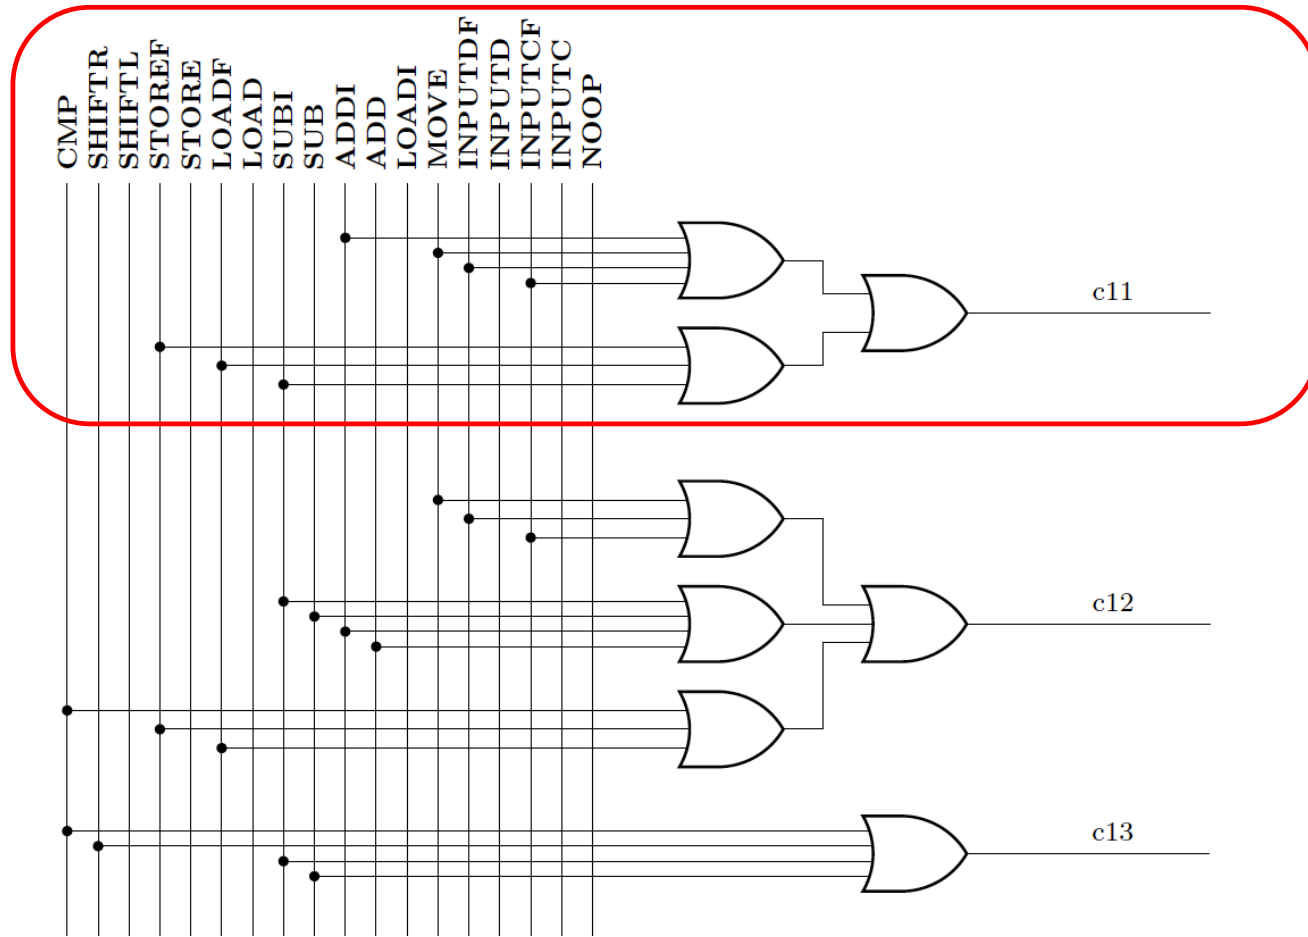 CMP
SHIFTR
SHIFTL
STOREF
STORE
LOADF
LOAD
SUBI
SUB
ADDI
ADD
LOADI
MOVE
INPUTDF
INPUTD
INPUTCF
INPUTC
NOOP
c11
c12
c13